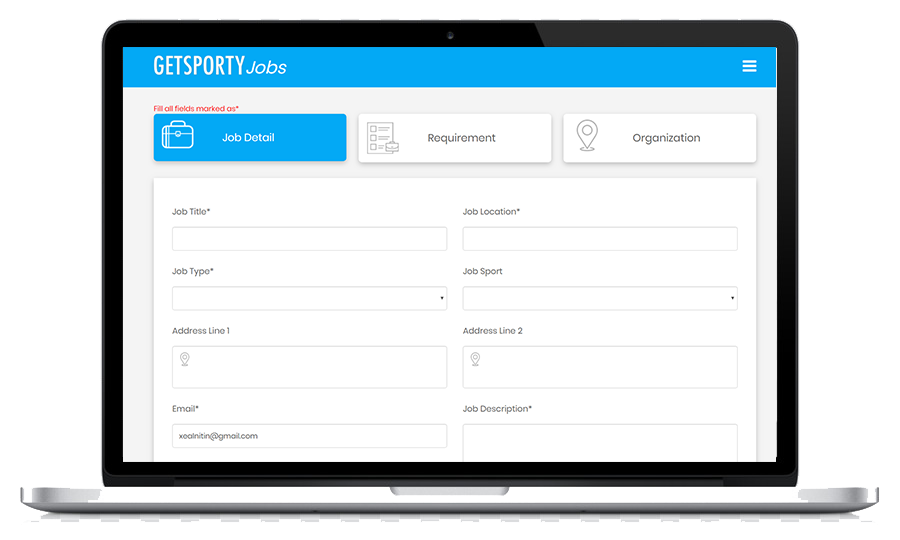 GETSPORTY Jobs
Fill all fields marked as*
Job Detail
Requirement
Organization
Job Title*
Job Location*
Job Type*
Job Sport
Address Line 1
Address Line 2
Email*
Job Description*
xealnitin@gmail.com